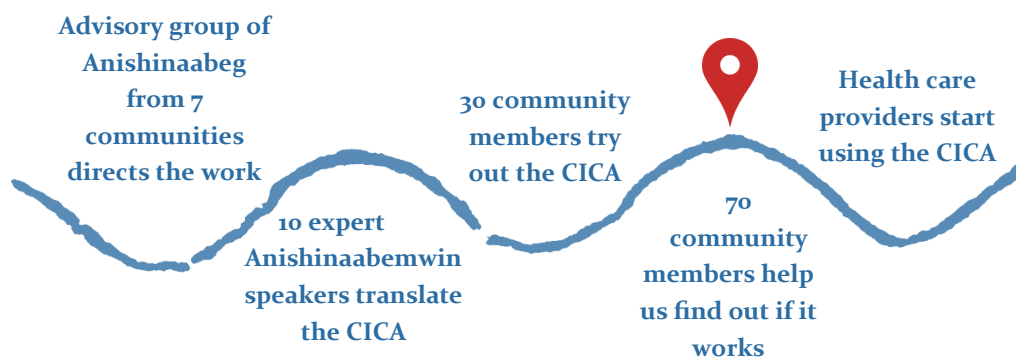 Advisory group of
Anishinaabeg
from 7
communities
directs the work
10 expert
Anishinaabemwin
speakers translate
the CICA
30 community
members try
out the CICA
70
community
members help
us find out if it
works
Health care
providers start
using the CICA